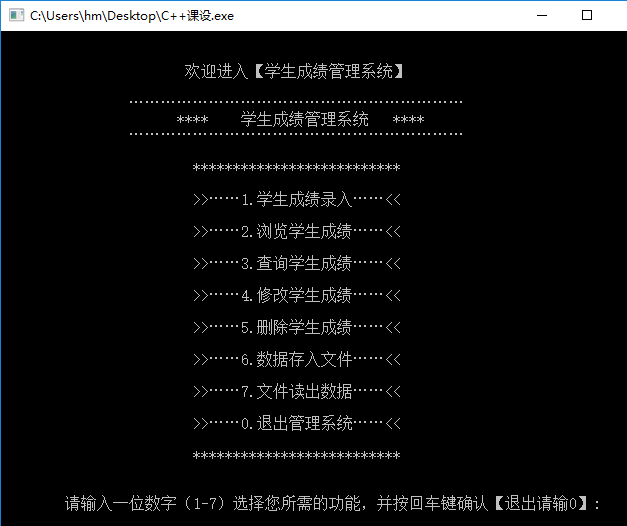 C:\Users\hm\Desktop\C++课设.exe
欢迎进入【学生成绩管理系统】
……………………………………………………………
****    学生成绩管理系统   ****
……………………………………………………………
**************************
>>……1.学生成绩录入……<<
>>……2.浏览学生成绩……<<
>>……3.查询学生成绩……<<
>>……4.修改学生成绩……<<
>>……5.删除学生成绩……<<
>>……6.数据存入文件……<<
>>……7.文件读出数据……<<
>>……0.退出管理系统……<<
**************************
请输入一位数字（1-7）选择您所需的功能，并按回车键确认【退出请输0】: